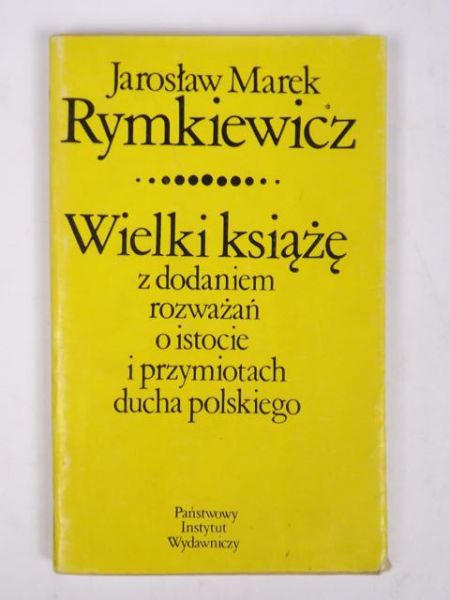 Jarosław Marek
Rymkiewicz
Wielki książę
z dodaniem
rozważań
o istocie
i przymiotach
ducha polskiego
Państwowy
Instytut
Wydawniczy